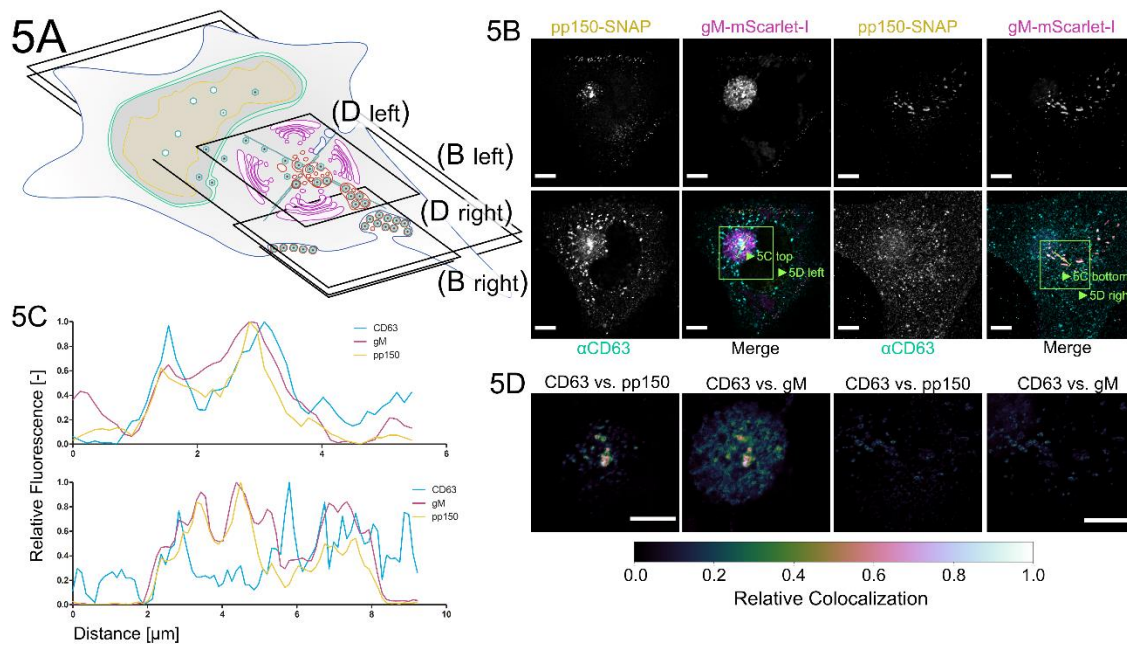 5A
(D left)
(B left)
(D right)
(B right)
5B
pp150-SNAP gM-mScarlet-I pp150-SNAP gM-mScarlet-I
5C top
5D left
5C bottom
5D right
αCD63 Merge αCD63 Merge
5C
Relative Fluorescence [-]
1.0
0.8
0.6
0.4
0.2
0.0
0 2 4 6
CD63
gM
pp150
1.0
0.8
0.6
0.4
0.2
0.0
0 2 4 6 8 10
CD63
gM
pp150
Distance [µm]
5D
CD63 vs. pp150 CD63 vs. gM CD63 vs. pp150 CD63 vs. gM
0.0 0.2 0.4 0.6 0.8 1.0
Relative Colocalization